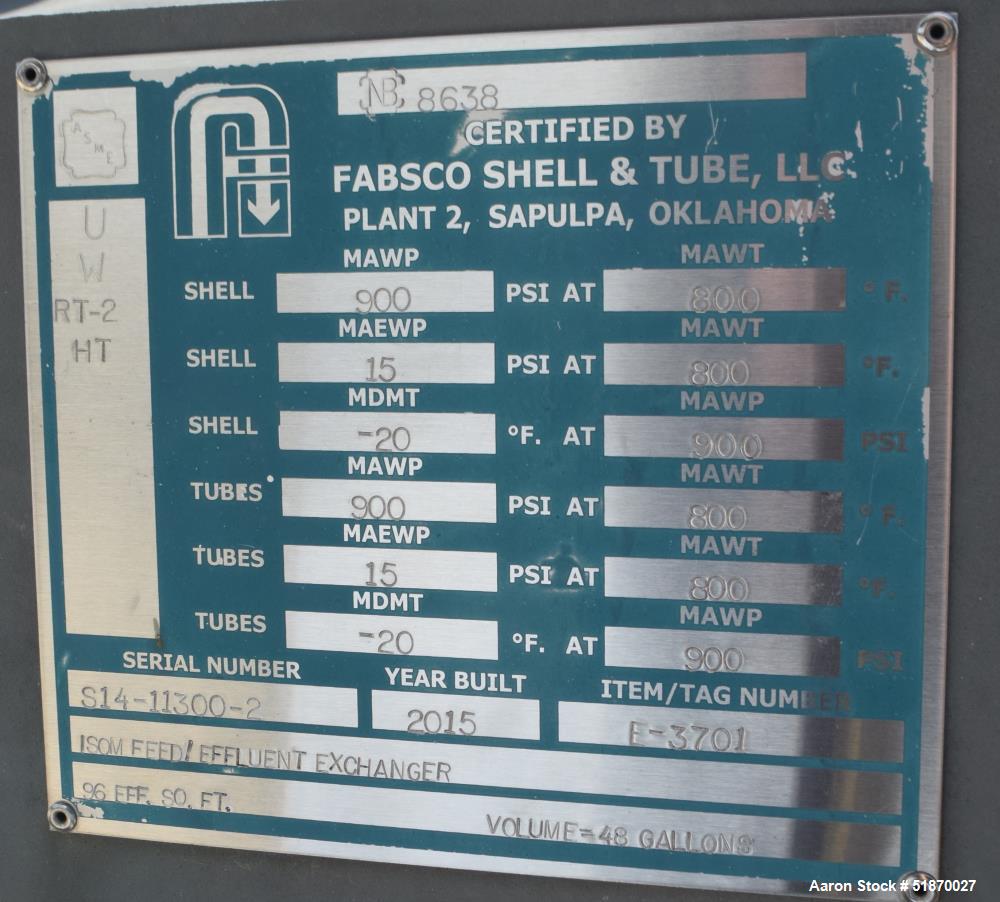 NB 8638
ASME
CERTIFIED BY
FABSCO SHELL & TUBE, LLC
PLANT 2, SAPULPA, OKLAHOMA
U
W
RT-2
HT
MAWP MAWT
SHELL 900 PSI AT 800 °F.
MAEWP MAWT
SHELL 15 PSI AT 800 °F.
MDMT MAWP
SHELL -20 °F. AT 900 PSI
MAWP MAWT
TUBES 900 PSI AT 800 °F.
MAEWP MAWT
TUBES 15 PSI AT 800 °F.
MDMT MAWP
TUBES -20 °F. AT 900 PSI
SERIAL NUMBER YEAR BUILT ITEM/TAG NUMBER
S14-11300-2 2015 E-3701
ISOM FEED/EFFLUENT EXCHANGER
96 EFF. SQ. FT.
VOLUME=48 GALLONS
Aaron Stock # 51870027